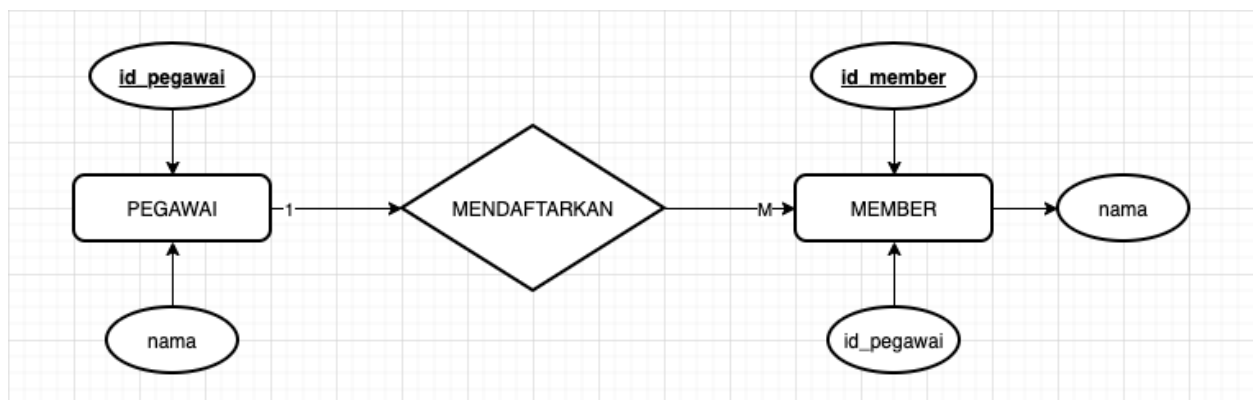 id_pegawai
id_member
PEGAWAI
1
MENDAFTARKAN
M
MEMBER
nama
nama
id_pegawai